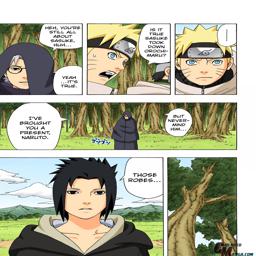 !
IS IT
TRUE
SASUKE
TOOK
DOWN
OROCHI-
MARU?
HEH, YOU'RE
STILL ALL
ABOUT
SASUKE,
HUH...
YEAH
...IT'S
TRUE.
BUT
NEVER-
MIND
HIM...
I'VE
BROUGHT
YOU A
PRESENT,
NARUTO.
THOSE
ROBES...